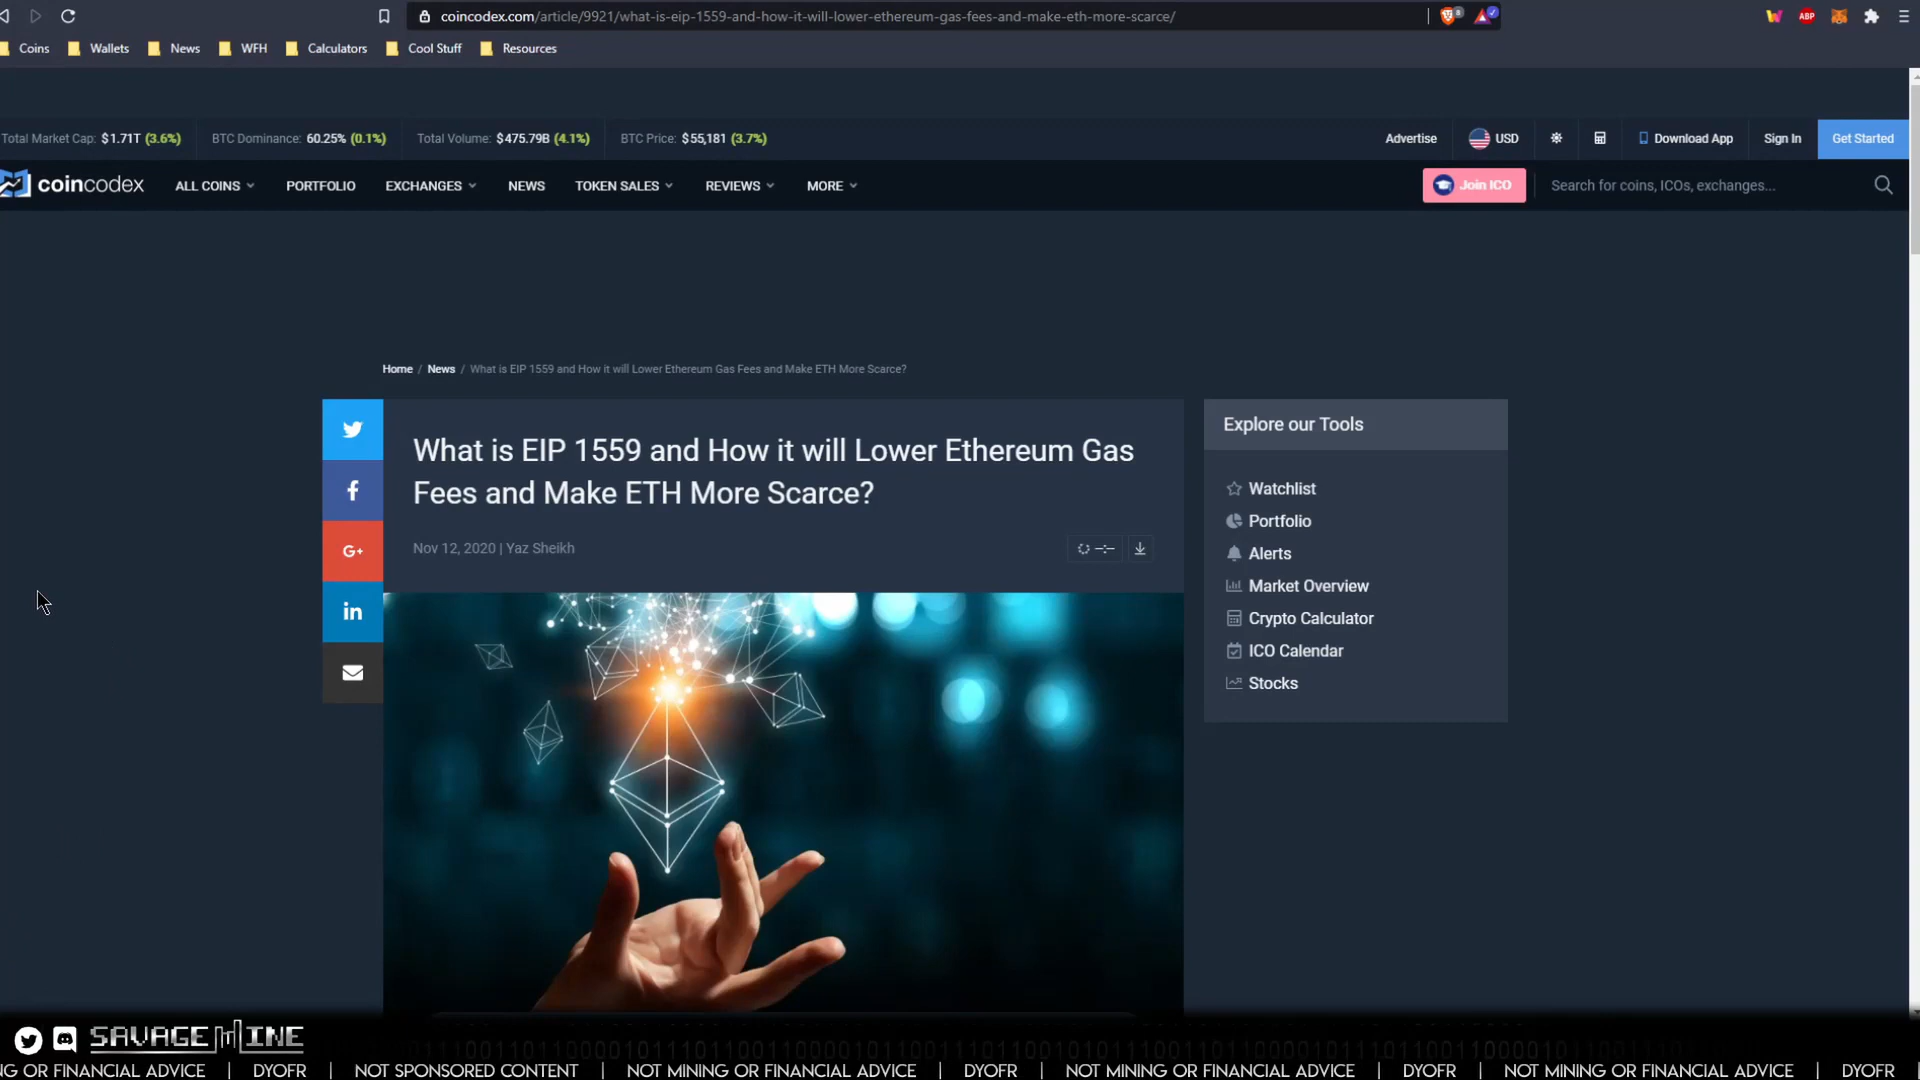 coincodex.com/article/9921/what-is-eip-1559-and-how-it-will-lower-ethereum-gas-fees-and-make-eth-more-scarce/
8
ABP
Coins
Wallets
News
WFH
Calculators
Cool Stuff
Resources
Total Market Cap: $1.71T (3.6%)
BTC Dominance: 60.25% (0.1%)
Total Volume: $475.79B (4.1%)
BTC Price: $55,181 (3.7%)
Advertise
USD
Download App
Sign In
Get Started
coincodex
ALL COINS
PORTFOLIO
EXCHANGES
NEWS
TOKEN SALES
REVIEWS
MORE
Join ICO
Search for coins, ICOs, exchanges...
Home / News / What is EIP 1559 and How it will Lower Ethereum Gas Fees and Make ETH More Scarce?
What is EIP 1559 and How it will Lower Ethereum Gas
Fees and Make ETH More Scarce?
Nov 12, 2020 | Yaz Sheikh
-:-
G+
in
Explore our Tools
Watchlist
Portfolio
Alerts
Market Overview
Crypto Calculator
ICO Calendar
Stocks
SAVAGE MINE
NG OR FINANCIAL ADVICE | DYOFR | NOT SPONSORED CONTENT | NOT MINING OR FINANCIAL ADVICE | DYOFR | NOT MINING OR FINANCIAL ADVICE | DYOFR | NOT MINING OR FINANCIAL ADVICE | DYOFR